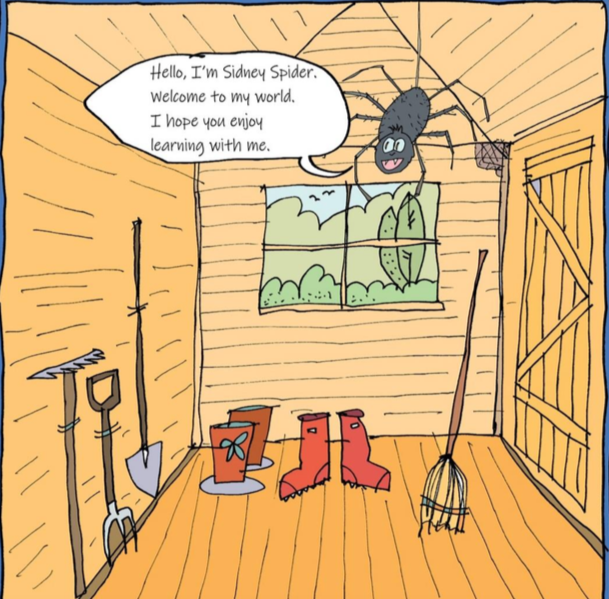 Hello, I'm Sidney Spider.
Welcome to my world.
I hope you enjoy
learning with me.